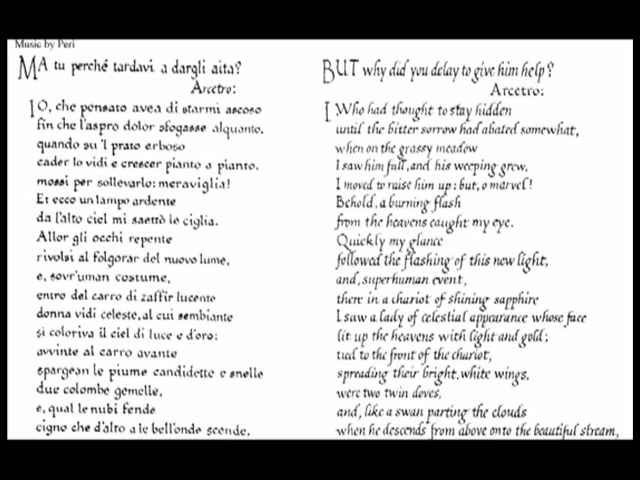 Music by Peri
MA tu perché tardavi a dargli aita?
Arcetro:
IO, che pensato avea di starmi ascoso
fin che l'aspro dolor sfogasse alquanto,
quando su 'l prato erboso
cader lo vidi e crescer pianto a pianto,
mossi per sollevarlo: meraviglia!
Et ecco un lampo ardente
da l'alto ciel mi saettò le ciglia.
Allor gli occhi repente
rivolsi al folgorar del nuovo lume,
e, sovr'uman costume,
entro del carro di zaffir lucente
donna vidi celeste, al cui sembiante
si coloriva il ciel di luce e d'oro:
avvinte al carro avante
spargean le piume candidette e snelle
due colombe gemelle,
e, qual le nubi fende
cigno che d'alto a le bell'onde scende,
BUT why did you delay to give him help?
Arcetro:
I Who had thought to stay hidden
until the bitter sorrow had abated somewhat,
when on the grassy meadow
I saw him fall, and his weeping grew,
I moved to raise him up: but, o marvel!
Behold, a burning flash
from the heavens caught my eye.
Quickly my glance
followed the flashing of this new light,
and, superhuman event,
there in a chariot of shining sapphire
I saw a lady of celestial appearance whose face
lit up the heavens with light and gold;
tied to the front of the chariot,
spreading their bright, white wings,
were two twin doves,
and, like a swan parting the clouds
when he descends from above onto the beautiful stream,